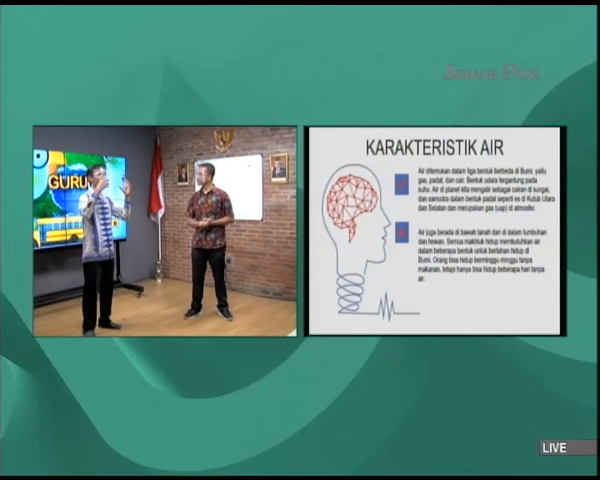 Jawa Pos
GURU
KARAKTERISTIK AIR
Air ditemukan dalam tiga bentuk berbeda di Bumi, yaitu
gas, padat, dan cair. Bentuk udara tergantung pada
suhu. Air di planet kita mengalir sebagai cairan di sungai,
dan samudra dalam bentuk padat seperti es di Kutub Utara
dan Selatan dan merupakan gas (uap) di atmosfer.
Air juga berada di bawah tanah dan di dalam tumbuhan
dan hewan. Semua makhluk hidup membutuhkan air
dalam beberapa bentuk untuk bertahan hidup di
Bumi. Orang bisa hidup berminggu-minggu tanpa
makanan, tetapi hanya bisa hidup beberapa hari tanpa
air.
LIVE